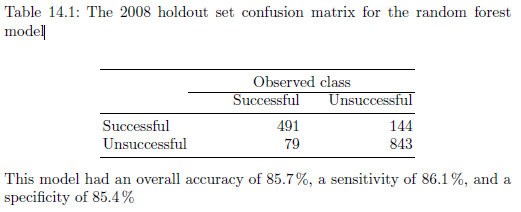 Table 14.1: The 2008 holdout set confusion matrix for the random forest
model
Observed class
Successful Unsuccessful
Successful 491 144
Unsuccessful 79 843
This model had an overall accuracy of 85.7%, a sensitivity of 86.1%, and a
specificity of 85.4%